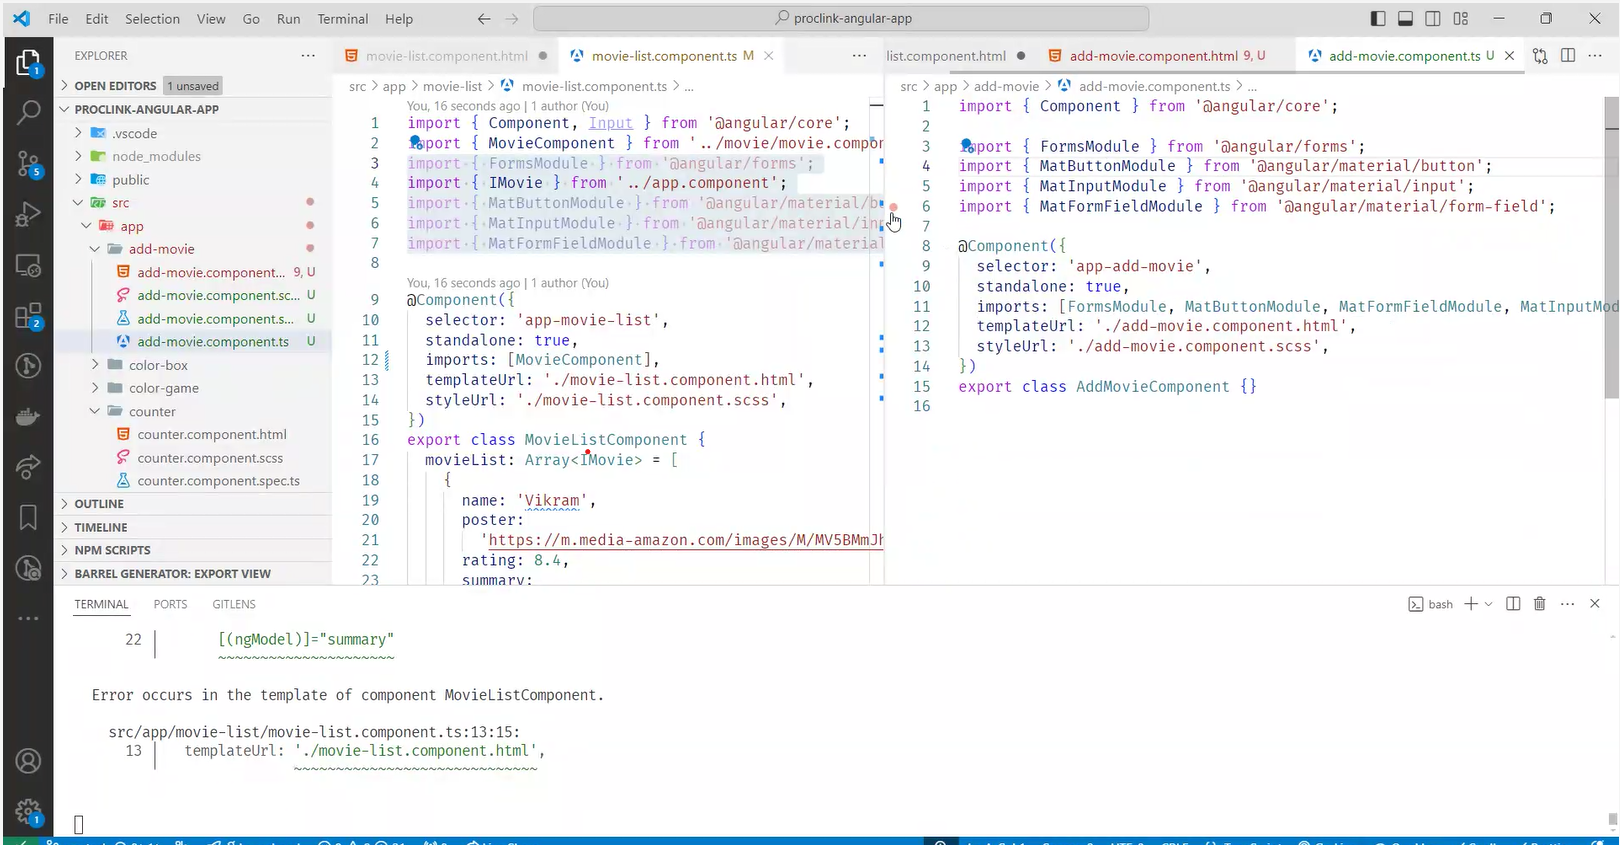 File Edit Selection View Go Run Terminal Help
proclink-angular-app
EXPLORER
OPEN EDITORS 1 unsaved
PROCLINK-ANGULAR-APP
.vscode
node_modules
public
src
app
add-movie
add-movie.component... 9, U
add-movie.component.sc... U
add-movie.component.s... U
add-movie.component.ts U
color-box
color-game
counter
counter.component.html
counter.component.scss
counter.component.spec.ts
OUTLINE
TIMELINE
NPM SCRIPTS
BARREL GENERATOR: EXPORT VIEW
1
5
2
1
movie-list.component.html
movie-list.component.ts M
src > app > movie-list > movie-list.component.ts > ...
You, 16 seconds ago | 1 author (You)
1 import { Component, Input } from '@angular/core';
2 import { MovieComponent } from '../movie/movie.compor
3 import { FormsModule } from '@angular/forms';
4 import { IMovie } from '../app.component';
5 import { MatButtonModule } from '@angular/material/b
6 import { MatInputModule } from '@angular/material/in
7 import { MatFormFieldModule } from '@angular/material
8
You, 16 seconds ago | 1 author (You)
9 @Component({
10 selector: 'app-movie-list',
11 standalone: true,
12 imports: [MovieComponent],
13 templateUrl: './movie-list.component.html',
14 styleUrl: './movie-list.component.scss',
15 })
16 export class MovieListComponent {
17 movieList: Array<IMovie> = [
18 {
19 name: 'Vikram',
20 poster:
21 'https://m.media-amazon.com/images/M/MV5BMmJh
22 rating: 8.4,
23 summary:
list.component.html
add-movie.component.html 9, U
add-movie.component.ts U
src > app > add-movie > add-movie.component.ts > ...
1 import { Component } from '@angular/core';
2
3 import { FormsModule } from '@angular/forms';
4 import { MatButtonModule } from '@angular/material/button';
5 import { MatInputModule } from '@angular/material/input';
6 import { MatFormFieldModule } from '@angular/material/form-field';
7
8 @Component({
9 selector: 'app-add-movie',
10 standalone: true,
11 imports: [FormsModule, MatButtonModule, MatFormFieldModule, MatInputModu
12 templateUrl: './add-movie.component.html',
13 styleUrl: './add-movie.component.scss',
14 })
15 export class AddMovieComponent {}
16
TERMINAL PORTS GITLENS
bash
22 [(ngModel)]="summary"
~~~~~~~~~~~~~~~~~~~~~
Error occurs in the template of component MovieListComponent.
src/app/movie-list/movie-list.component.ts:13:15:
13 templateUrl: './movie-list.component.html',
~~~~~~~~~~~~~~~~~~~~~~~~~~~